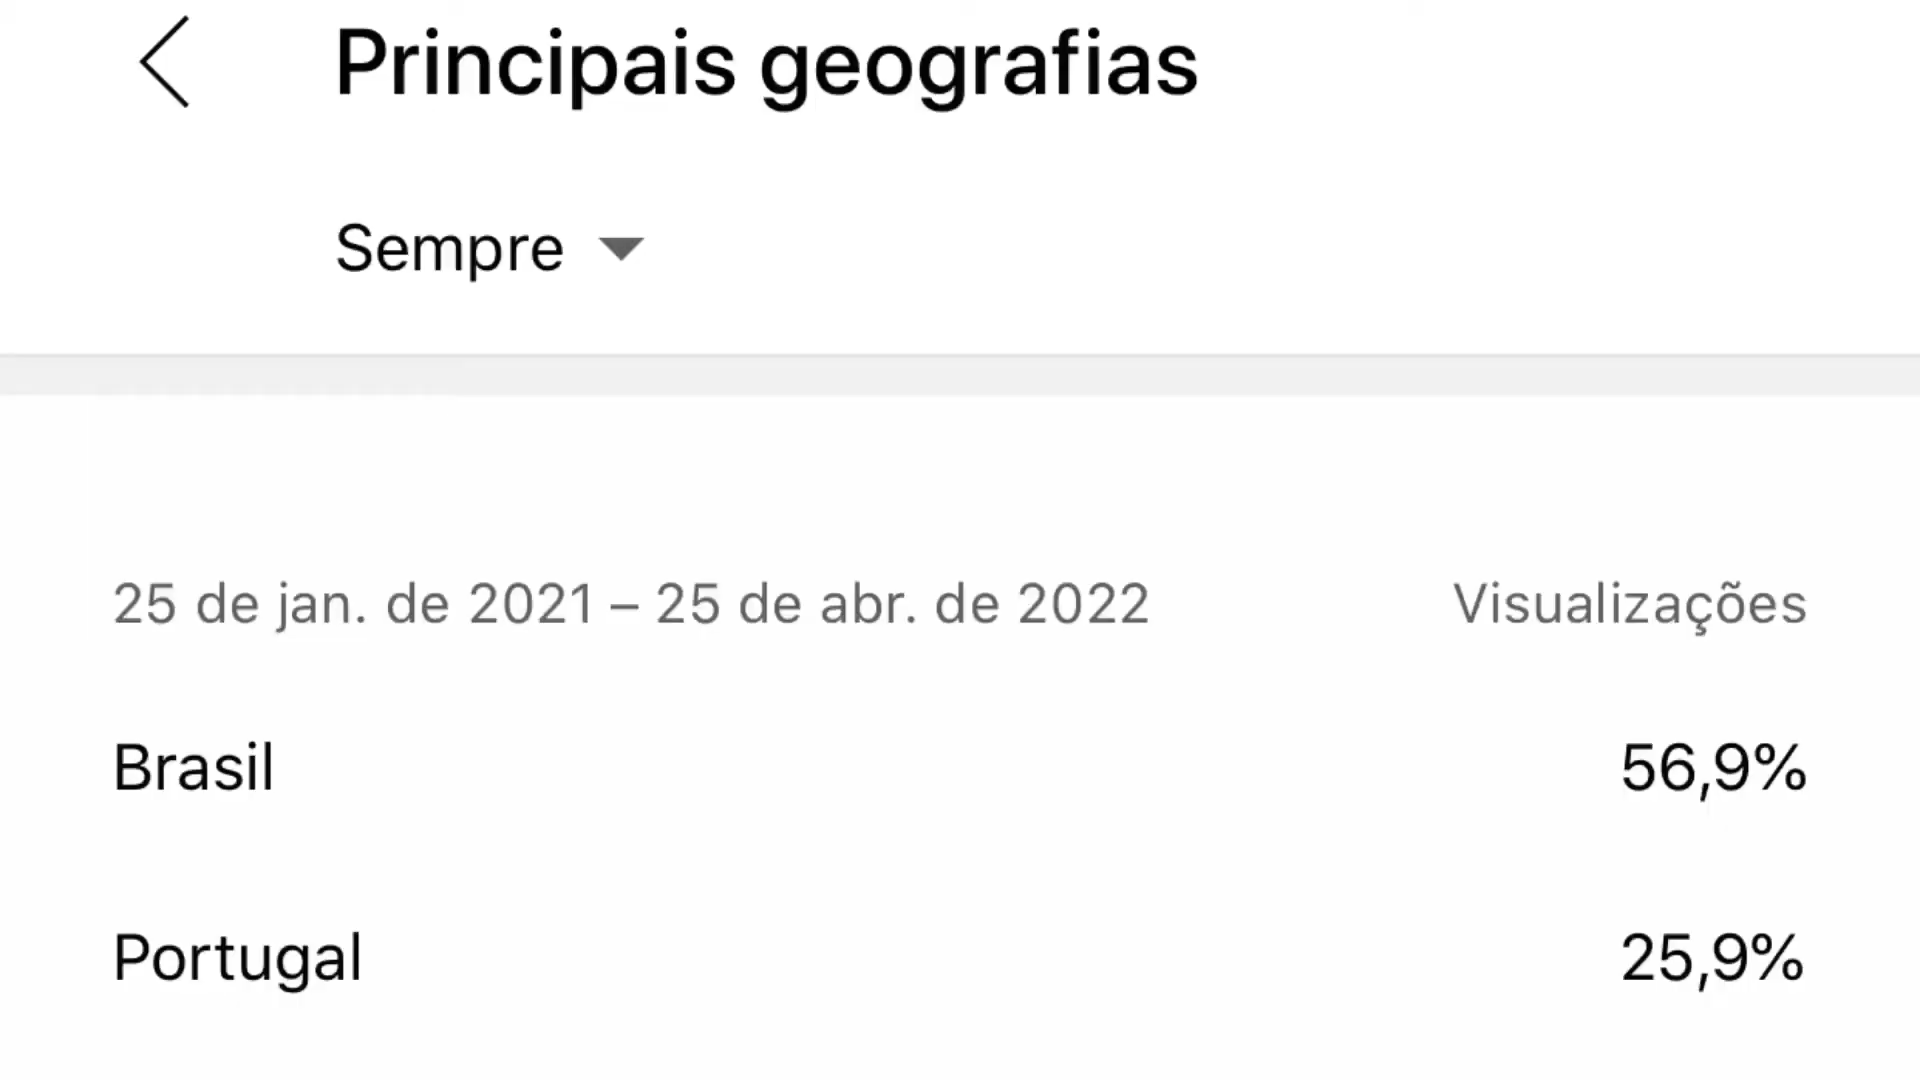 Principais geografias
Sempre
25 de jan. de 2021 – 25 de abr. de 2022 Visualizações
Brasil 56,9%
Portugal 25,9%